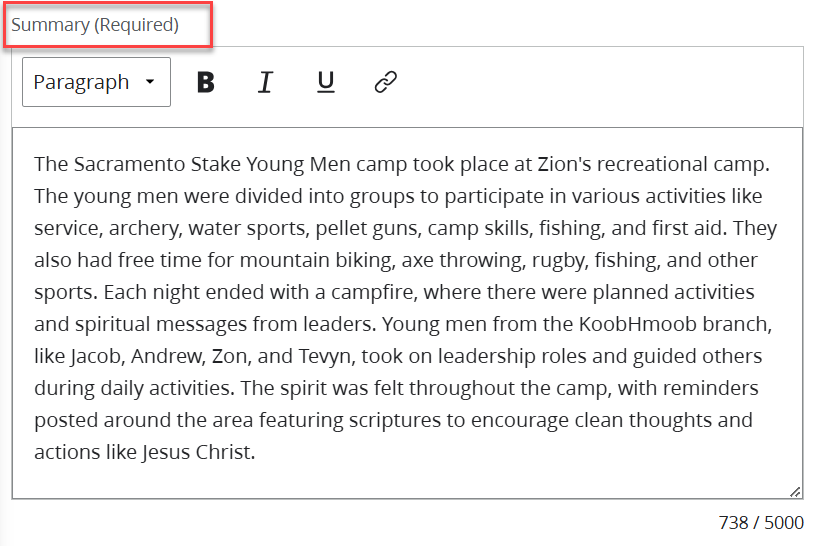 Summary (Required)
Paragraph
B I U
The Sacramento Stake Young Men camp took place at Zion's recreational camp.
The young men were divided into groups to participate in various activities like
service, archery, water sports, pellet guns, camp skills, fishing, and first aid. They
also had free time for mountain biking, axe throwing, rugby, fishing, and other
sports. Each night ended with a campfire, where there were planned activities
and spiritual messages from leaders. Young men from the KoobHmoob branch,
like Jacob, Andrew, Zon, and Tevyn, took on leadership roles and guided others
during daily activities. The spirit was felt throughout the camp, with reminders
posted around the area featuring scriptures to encourage clean thoughts and
actions like Jesus Christ.
738 / 5000